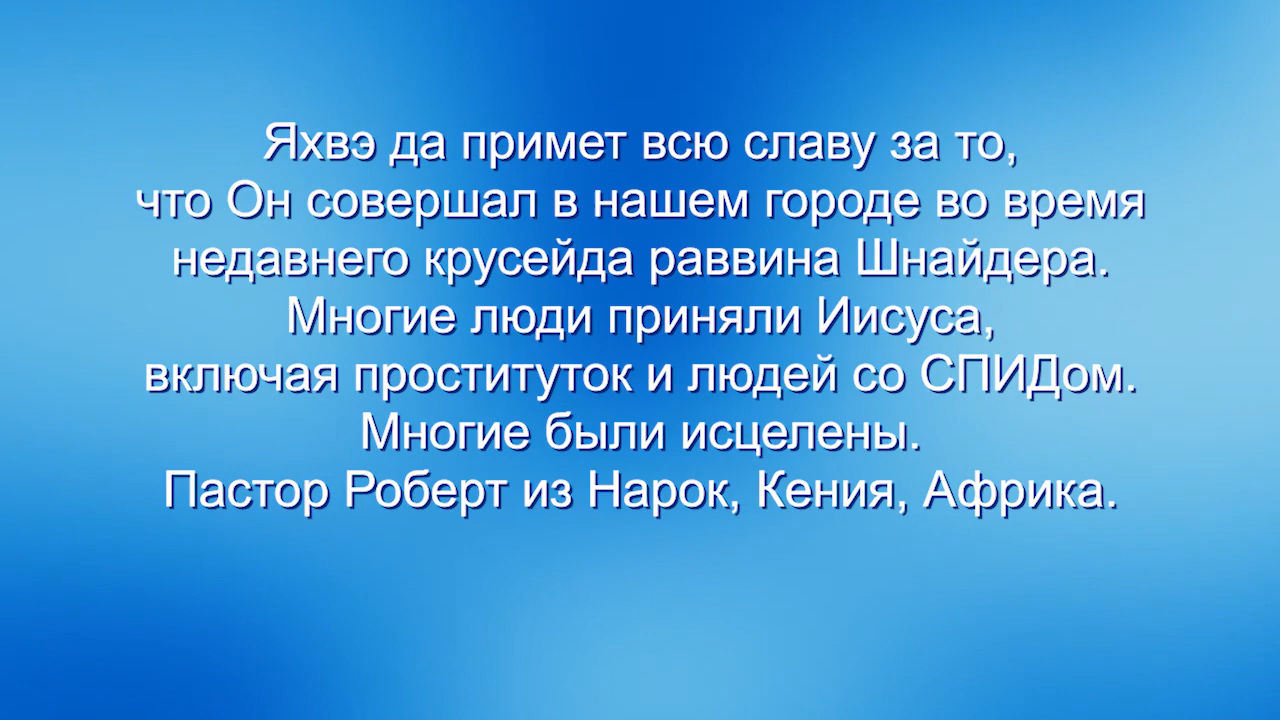 Яхвэ да примет всю славу за то,
что Он совершал в нашем городе во время
недавнего крусейда раввина Шнайдера.
Многие люди приняли Иисуса,
включая проституток и людей со СПИДом.
Многие были исцелены.
Пастор Роберт из Нарок, Кения, Африка.